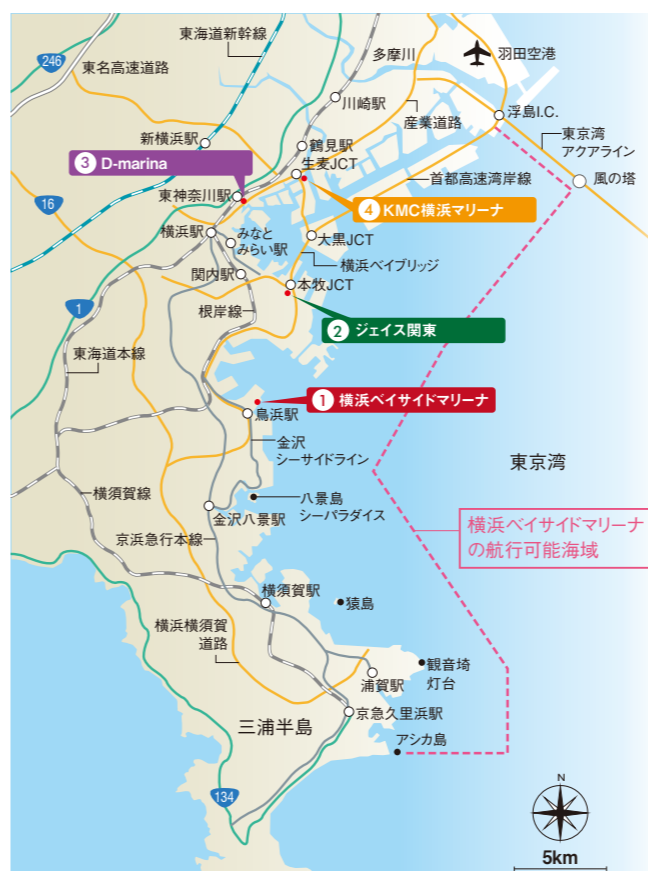 東海道新幹線
246
東名高速道路
多摩川
羽田空港
川崎駅
産業道路
浮島I.C.
新横浜駅
鶴見駅
生麦JCT
東京湾
アクアライン
3 D-marina
首都高速湾岸線
風の塔
16
東神奈川駅
4 KMC横浜マリーナ
横浜駅
みなと
みらい駅
大黒JCT
横浜ベイブリッジ
関内駅
本牧JCT
1
根岸線
2 ジェイス関東
東海道本線
1 横浜ベイサイドマリーナ
鳥浜駅
金沢
シーサイドライン
東京湾
横須賀線
八景島
シーパラダイス
金沢八景駅
横浜ベイサイドマリーナ
の航行可能海域
京浜急行本線
横須賀駅
猿島
横浜横須賀
道路
観音埼
灯台
浦賀駅
三浦半島
京急久里浜駅
アシカ島
134
N
5km